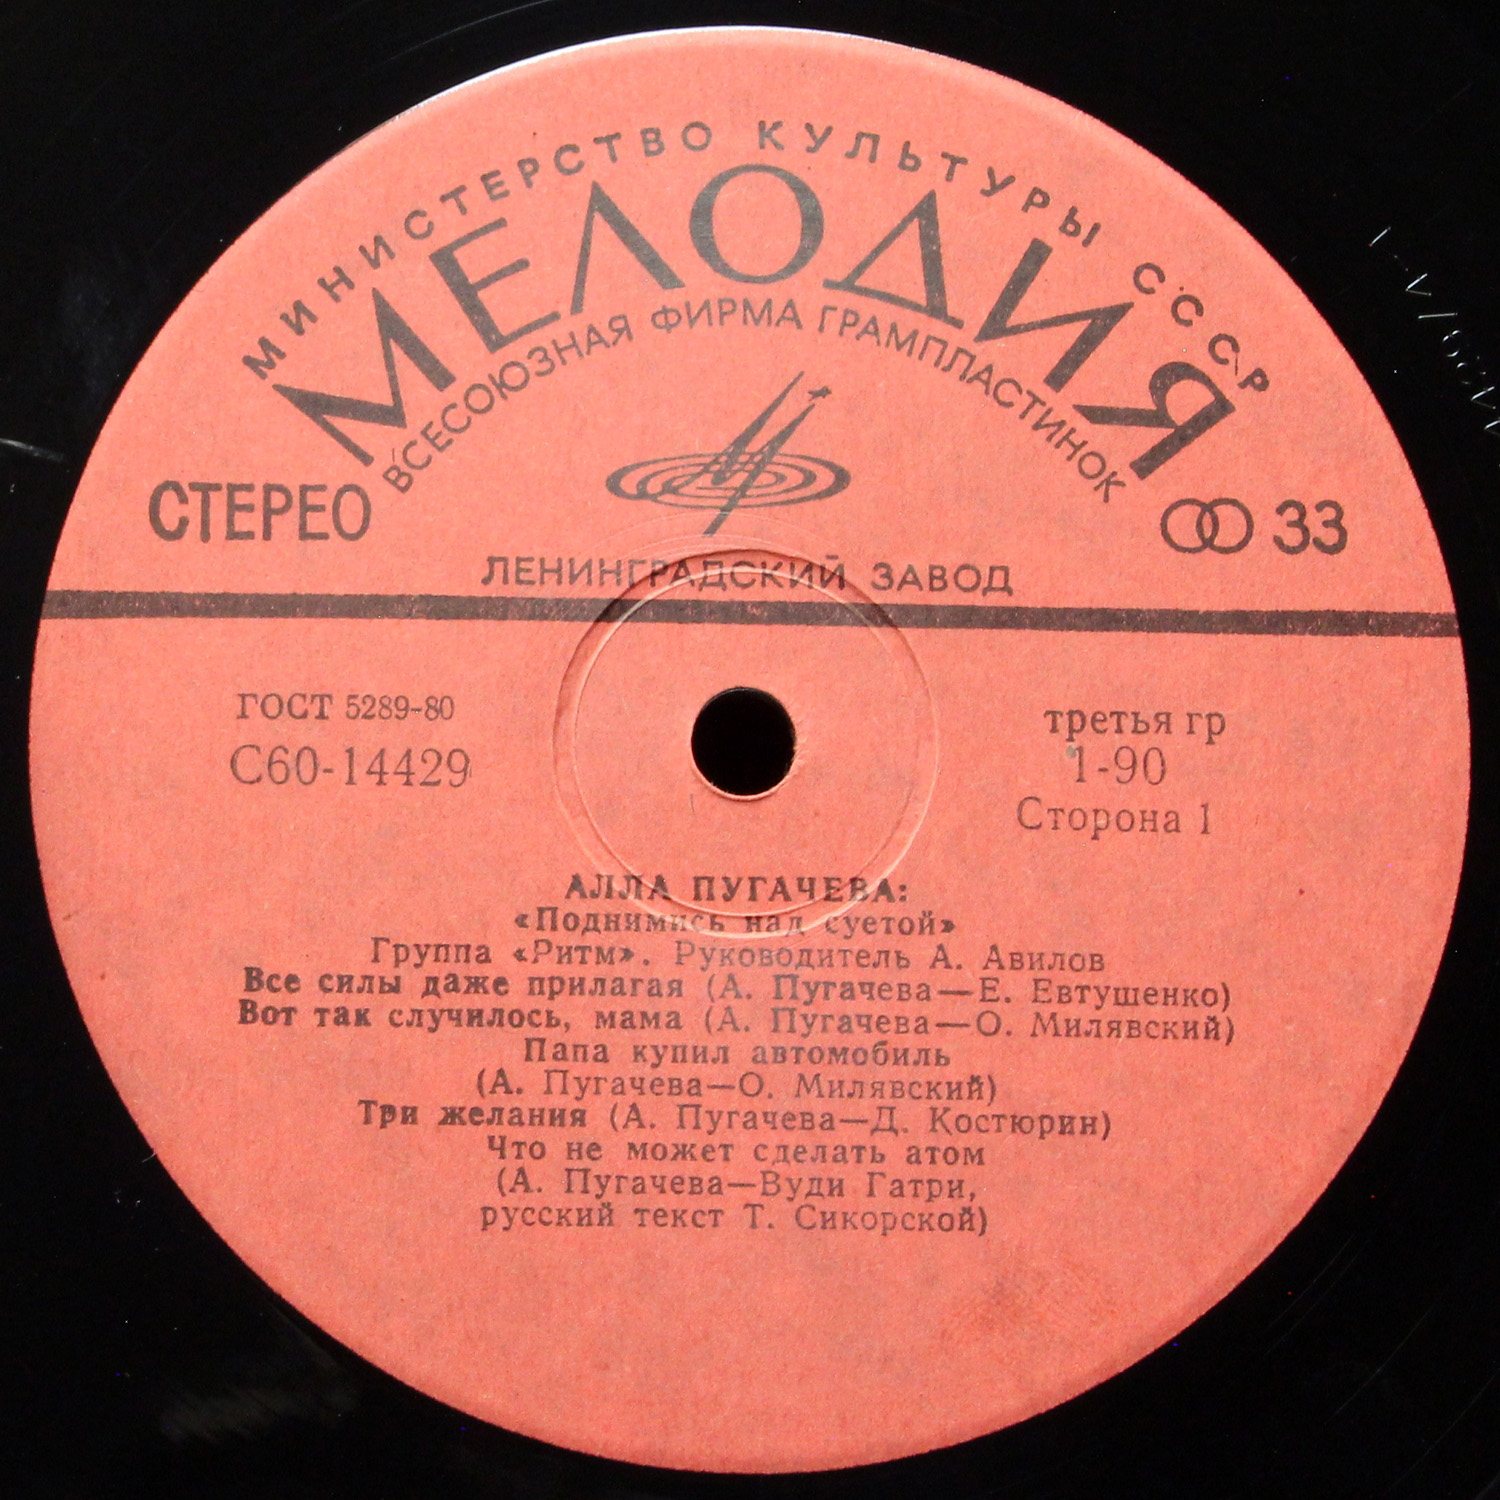 МИНИСТЕРСТВО КУЛЬТУРЫ СССР
МЕЛОДИЯ
ВСЕСОЮЗНАЯ ФИРМА ГРАМПЛАСТИНОК
СТЕРЕО
33
ЛЕНИНГРАДСКИЙ ЗАВОД
ГОСТ 5289-80
С60-14429
третья гр
1-90
Сторона 1
АЛЛА ПУГАЧЕВА:
«Поднимись над суетой»
Группа «Ритм». Руководитель А. Авилов
Все силы даже прилагая (А. Пугачева—Е. Евтушенко)
Вот так случилось, мама (А. Пугачева—О. Милявский)
Папа купил автомобиль
(А. Пугачева—О. Милявский)
Три желания (А. Пугачева—Д. Костюрин)
Что не может сделать атом
(А. Пугачева—Вуди Гатри,
русский текст Т. Сикорской)